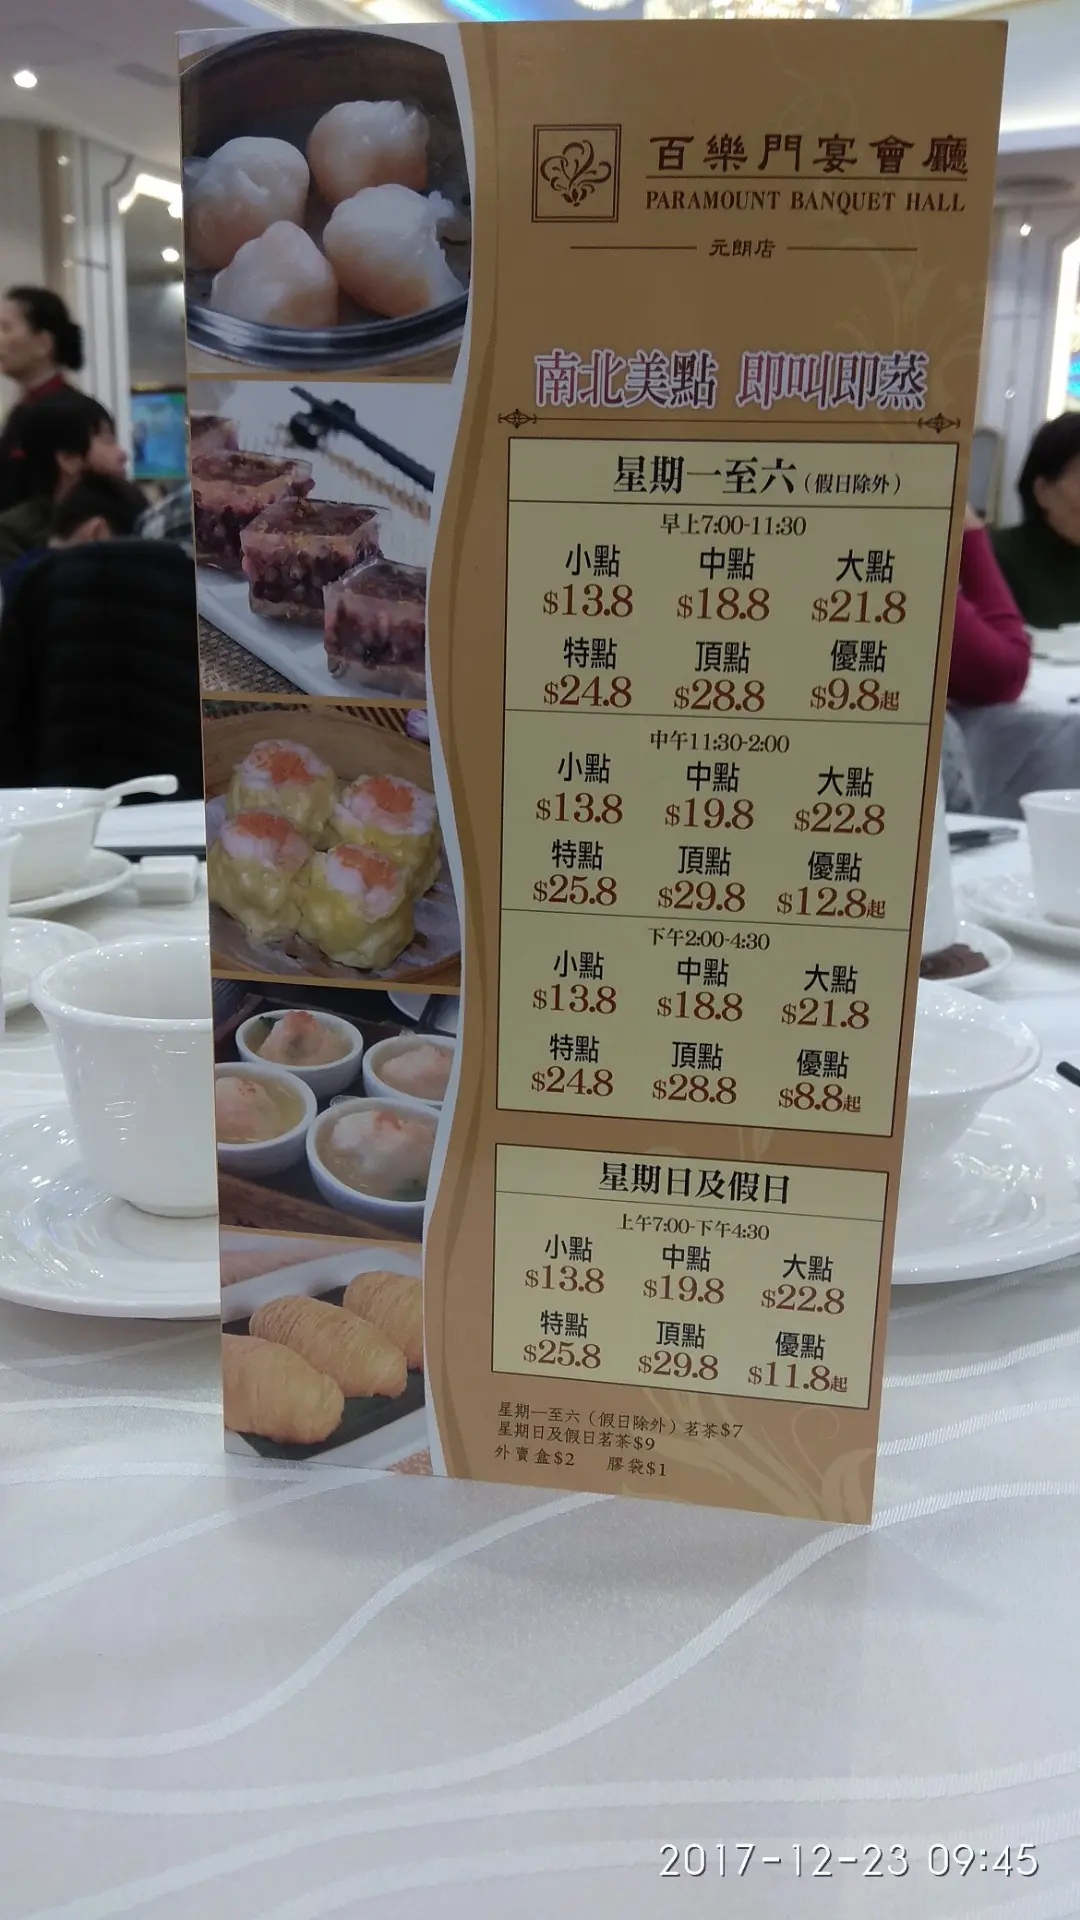 百樂門宴會廳
PARAMOUNT BANQUET HALL
元朗店
南北美點 即叫即蒸
星期一至六(假日除外)
早上7:00-11:30
小點 中點 大點
$13.8 $18.8 $21.8
特點 頂點 優點
$24.8 $28.8 $9.8起
中午11:30-2:00
小點 中點 大點
$13.8 $19.8 $22.8
特點 頂點 優點
$25.8 $29.8 $12.8起
下午2:00-4:30
小點 中點 大點
$13.8 $18.8 $21.8
特點 頂點 優點
$24.8 $28.8 $8.8起
星期日及假日
上午7:00-下午4:30
小點 中點 大點
$13.8 $19.8 $22.8
特點 頂點 優點
$25.8 $29.8 $11.8起
星期一至六（假日除外）茗茶$7
星期日及假日茗茶$9
外賣盒$2 膠袋$1
2017-12-23 09:45